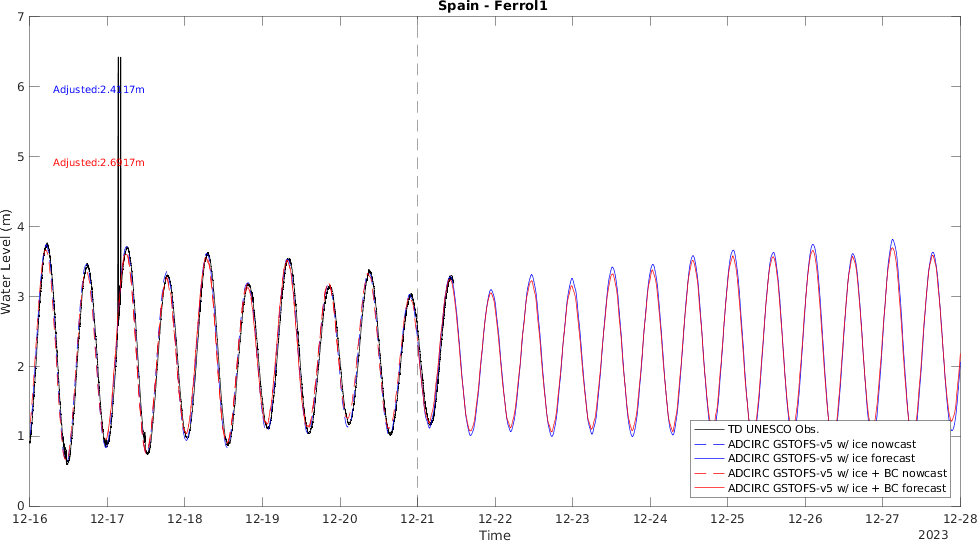 Spain - Ferrol1
7
6
5
4
3
2
1
0
Water Level (m)
Adjusted:2.4117m
Adjusted:2.6917m
TD UNESCO Obs.
ADCIRC GSTOFS-v5 w/ ice nowcast
ADCIRC GSTOFS-v5 w/ ice forecast
ADCIRC GSTOFS-v5 w/ ice + BC nowcast
ADCIRC GSTOFS-v5 w/ ice + BC forecast
12-16 12-17 12-18 12-19 12-20 12-21 12-22 12-23 12-24 12-25 12-26 12-27 12-28
Time
2023